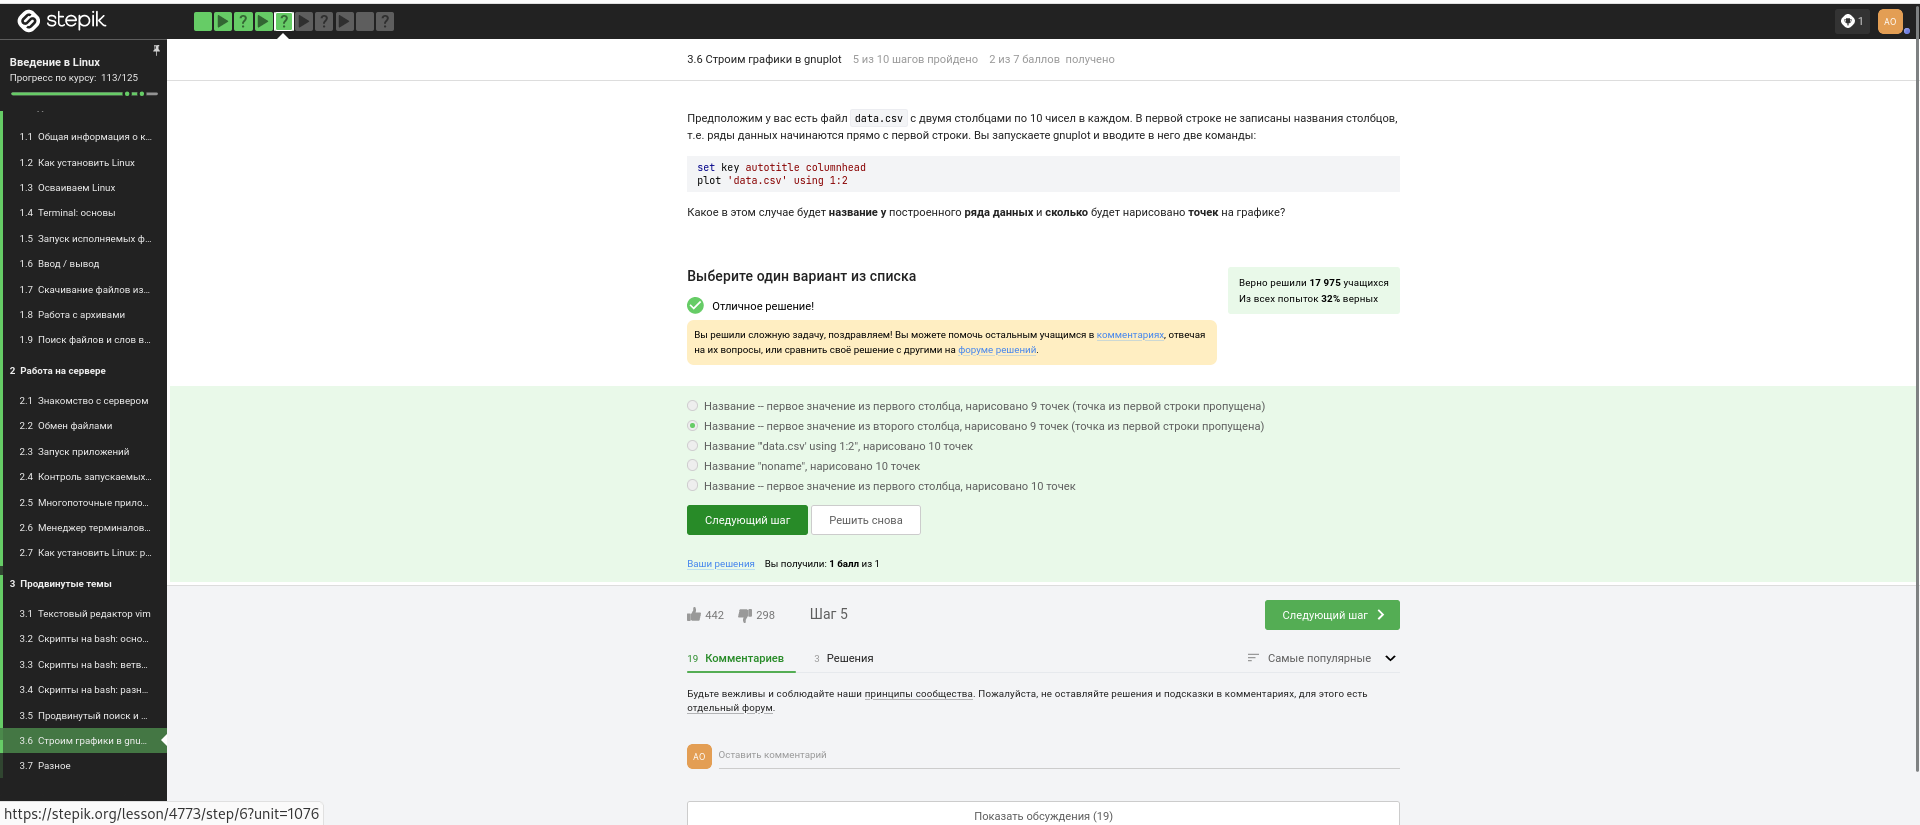 stepik
? ? ? ?
1
AO
Введение в Linux
Прогресс по курсу: 113/125
1.1 Общая информация о к...
1.2 Как установить Linux
1.3 Осваиваем Linux
1.4 Terminal: основы
1.5 Запуск исполняемых ф...
1.6 Ввод / вывод
1.7 Скачивание файлов из...
1.8 Работа с архивами
1.9 Поиск файлов и слов в...
2 Работа на сервере
2.1 Знакомство с сервером
2.2 Обмен файлами
2.3 Запуск приложений
2.4 Контроль запускаемых...
2.5 Многопоточные прило...
2.6 Менеджер терминалов...
2.7 Как установить Linux: р...
3 Продвинутые темы
3.1 Текстовый редактор vim
3.2 Скрипты на bash: осно...
3.3 Скрипты на bash: ветв...
3.4 Скрипты на bash: разн...
3.5 Продвинутый поиск и ...
3.6 Строим графики в gnu...
3.7 Разное
https://stepik.org/lesson/4773/step/6?unit=1076
3.6 Строим графики в gnuplot 5 из 10 шагов пройдено 2 из 7 баллов получено
Предположим у вас есть файл data.csv с двумя столбцами по 10 чисел в каждом. В первой строке не записаны названия столбцов,
т.е. ряды данных начинаются прямо с первой строки. Вы запускаете gnuplot и вводите в него две команды:
set key autotitle columnhead
plot 'data.csv' using 1:2
Какое в этом случае будет название у построенного ряда данных и сколько будет нарисовано точек на графике?
Выберите один вариант из списка
Отличное решение!
Верно решили 17 975 учащихся
Из всех попыток 32% верных
Вы решили сложную задачу, поздравляем! Вы можете помочь остальным учащимся в комментариях, отвечая
на их вопросы, или сравнить своё решение с другими на форуме решений.
Название -- первое значение из первого столбца, нарисовано 9 точек (точка из первой строки пропущена)
Название -- первое значение из второго столбца, нарисовано 9 точек (точка из первой строки пропущена)
Название "'data.csv' using 1:2", нарисовано 10 точек
Название "noname", нарисовано 10 точек
Название -- первое значение из первого столбца, нарисовано 10 точек
Следующий шаг Решить снова
Ваши решения Вы получили: 1 балл из 1
442 298 Шаг 5 Следующий шаг
19 Комментариев 3 Решения Самые популярные
Будьте вежливы и соблюдайте наши принципы сообщества. Пожалуйста, не оставляйте решения и подсказки в комментариях, для этого есть
отдельный форум.
AO Оставить комментарий
Показать обсуждения (19)